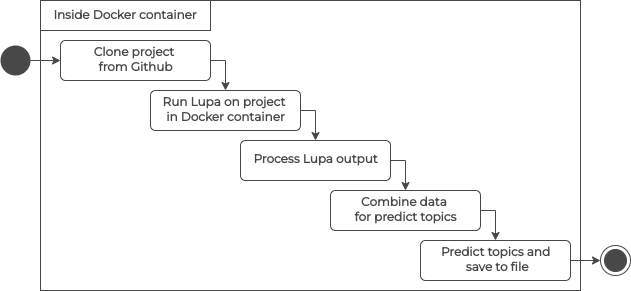 Inside Docker container
Clone project
from Github
Run Lupa on project
in Docker container
Process Lupa output
Combine data
for predict topics
Predict topics and
save to file